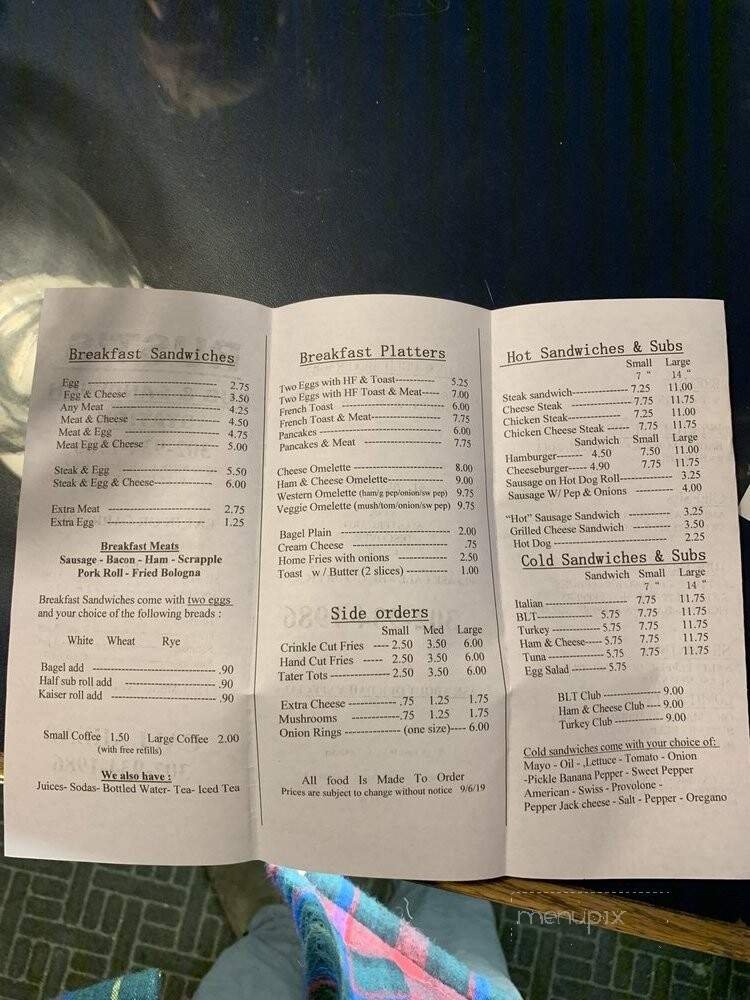 Breakfast Sandwiches
Egg ------------------------------- 2.75
Egg & Cheese --------------------- 3.50
Any Meat -------------------------- 4.25
Meat & Cheese -------------------- 4.50
Meat & Egg ----------------------- 4.75
Meat Egg & Cheese --------------- 5.00
Steak & Egg ---------------------- 5.50
Steak & Egg & Cheese------------- 6.00
Extra Meat ----------------------- 2.75
Extra Egg ------------------------ 1.25
Breakfast Meats
Sausage - Bacon - Ham - Scrapple
Pork Roll - Fried Bologna
Breakfast Sandwiches come with two eggs
and your choice of the following breads :
White Wheat Rye
Bagel add -------------------------- .90
Half sub roll add ------------------ .90
Kaiser roll add -------------------- .90
Small Coffee 1.50 Large Coffee 2.00
(with free refills)
We also have :
Juices- Sodas- Bottled Water- Tea- Iced Tea
Breakfast Platters
Two Eggs with HF & Toast------------ 5.25
Two Eggs with HF Toast & Meat----- 7.00
French Toast ----------------------- 6.00
French Toast & Meat---------------- 7.75
Pancakes -------------------------- 6.00
Pancakes & Meat ------------------- 7.75
Cheese Omelette -------------------- 8.00
Ham & Cheese Omelette------------- 9.00
Western Omelette (ham/g pep/onion/sw pep) 9.75
Veggie Omelette (mush/tom/onion/sw pep) 9.75
Bagel Plain ------------------------ 2.00
Cream Cheese ---------------------- .75
Home Fries with onions ------------ 2.50
Toast w / Butter (2 slices) -------- 1.00
Side orders
Small Med Large
Crinkle Cut Fries ----- 2.50 3.50 6.00
Hand Cut Fries ----- 2.50 3.50 6.00
Tater Tots --------------- 2.50 3.50 6.00
Extra Cheese ------------ .75 1.25 1.75
Mushrooms ------------.75 1.25 1.75
Onion Rings -------------- (one size)---- 6.00
All food Is Made To Order
Prices are subject to change without notice 9/6/19
Hot Sandwiches & Subs
Small Large
7 " 14 "
Steak sandwich--------------- 7.25 11.00
Cheese Steak --------------- 7.75 11.75
Chicken Steak-------------- 7.25 11.00
Chicken Cheese Steak ------ 7.75 11.75
Sandwich Small Large
Hamburger------- 4.50 7.50 11.00
Cheeseburger----- 4.90 7.75 11.75
Sausage on Hot Dog Roll-------------- 3.25
Sausage W/ Pep & Onions ------------ 4.00
"Hot" Sausage Sandwich -------------- 3.25
Grilled Cheese Sandwich -------------- 3.50
Hot Dog ------------------------------ 2.25
Cold Sandwiches & Subs
Sandwich Small Large
7 " 14 "
Italian --------------------- 7.75 11.75
BLT-------------- 5.75 7.75 11.75
Turkey -------------- 5.75 7.75 11.75
Ham & Cheese----- 5.75 7.75 11.75
Tuna --------------- 5.75 7.75 11.75
Egg Salad ---------- 5.75
BLT Club --------------------- 9.00
Ham & Cheese Club ---- 9.00
Turkey Club --------------- 9.00
Cold sandwiches come with your choice of:
Mayo - Oil - ,Lettuce - Tomato - Onion
-Pickle Banana Pepper - Sweet Pepper
American - Swiss - Provolone -
Pepper Jack cheese - Salt - Pepper - Oregano
menupix